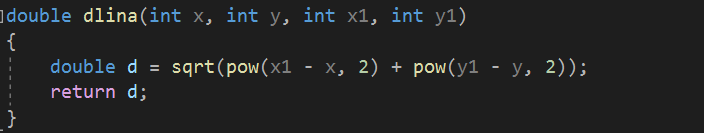 double dlina(int x, int y, int x1, int y1)
{
    double d = sqrt(pow(x1 - x, 2) + pow(y1 - y, 2));
    return d;
}